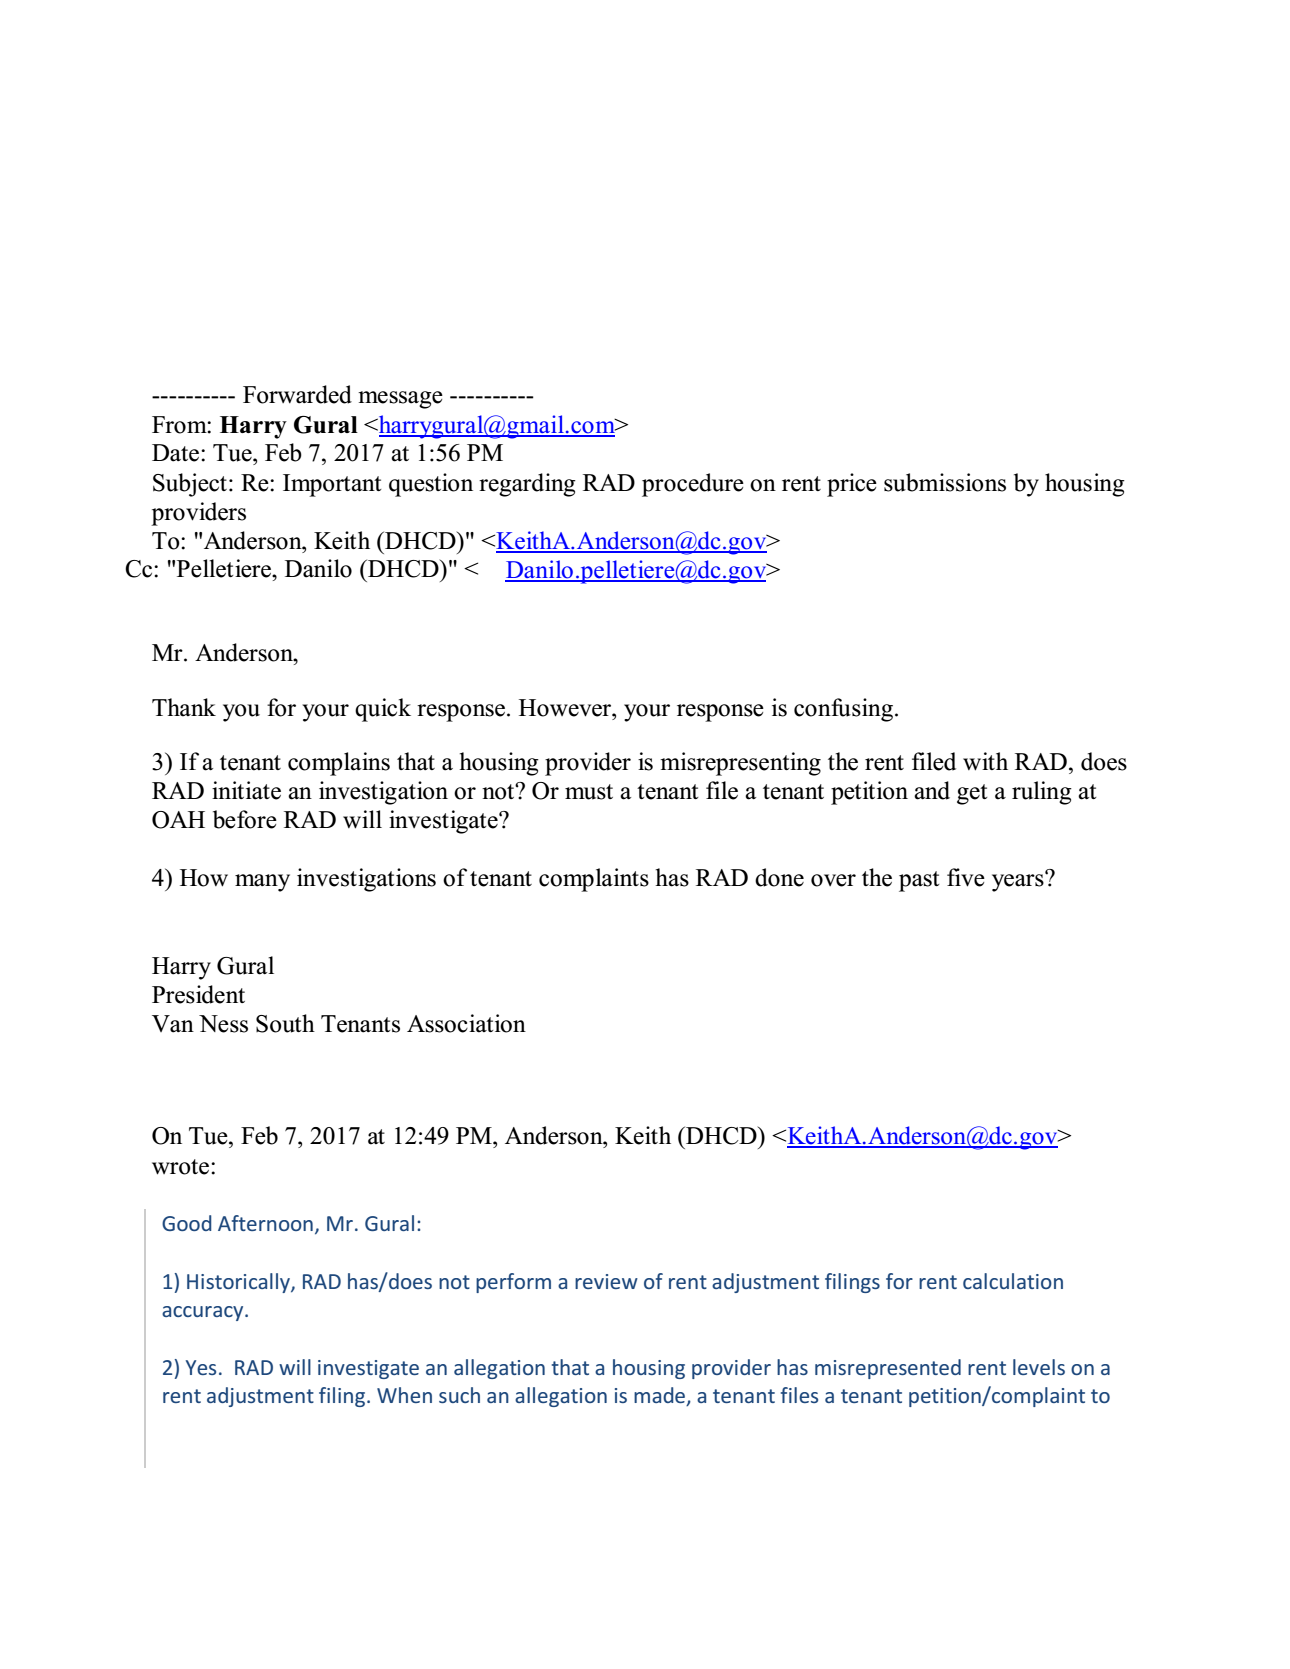 ---------- Forwarded message ----------
From: Harry Gural <harrygural@gmail.com>
Date: Tue, Feb 7, 2017 at 1:56 PM
Subject: Re: Important question regarding RAD procedure on rent price submissions by housing
providers
To: "Anderson, Keith (DHCD)" <KeithA.Anderson@dc.gov>
Cc: "Pelletiere, Danilo (DHCD)" < Danilo.pelletiere@dc.gov>
Mr. Anderson,
Thank you for your quick response. However, your response is confusing.
3) If a tenant complains that a housing provider is misrepresenting the rent filed with RAD, does
RAD initiate an investigation or not? Or must a tenant file a tenant petition and get a ruling at
OAH before RAD will investigate?
4) How many investigations of tenant complaints has RAD done over the past five years?
Harry Gural
President
Van Ness South Tenants Association
On Tue, Feb 7, 2017 at 12:49 PM, Anderson, Keith (DHCD) <KeithA.Anderson@dc.gov>
wrote:
Good Afternoon, Mr. Gural:
1) Historically, RAD has/does not perform a review of rent adjustment filings for rent calculation
accuracy.
2) Yes.  RAD will investigate an allegation that a housing provider has misrepresented rent levels on a
rent adjustment filing. When such an allegation is made, a tenant files a tenant petition/complaint to